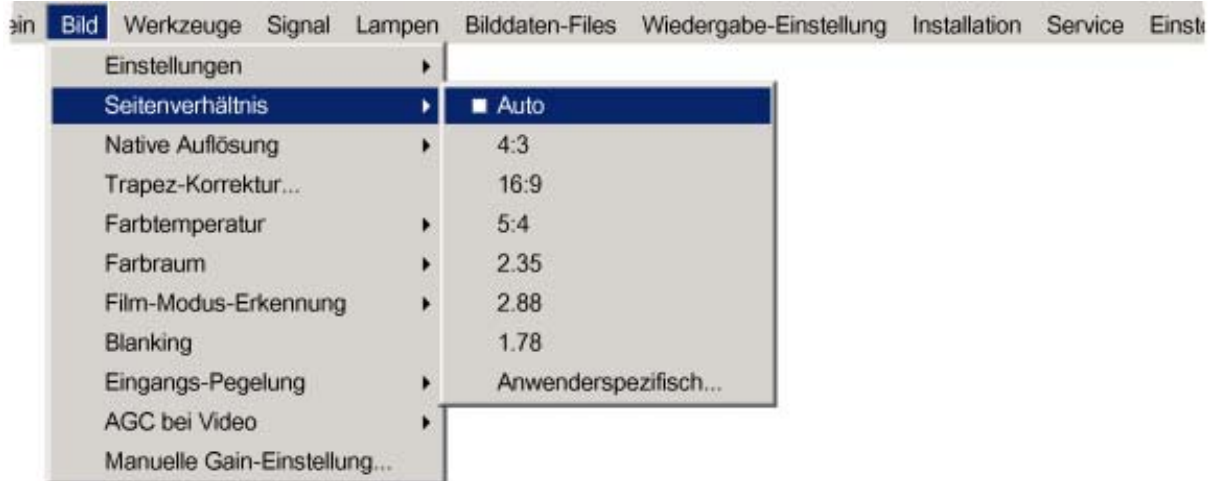 ein Bild Werkzeuge Signal Lampen Bilddaten-Files Wiedergabe-Einstellung Installation Service
Einstellungen
Seitenverhältnis
Native Auflösung
Trapez-Korrektur...
Farbtemperatur
Farbraum
Film-Modus-Erkennung
Blanking
Eingangs-Pegelung
AGC bei Video
Manuelle Gain-Einstellung...
Auto
4:3
16:9
5:4
2.35
2.88
1.78
Anwenderspezifisch...